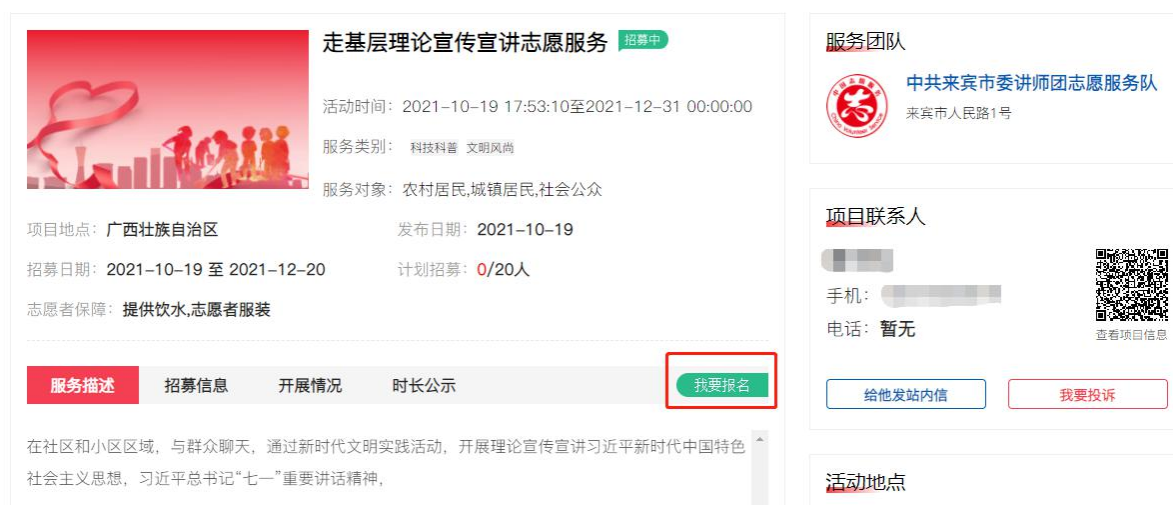 走基层理论宣传宣讲志愿服务 招募中
活动时间：2021-10-19 17:53:10至2021-12-31 00:00:00
服务类别： 科技科普 文明风尚
服务对象：农村居民,城镇居民,社会公众
项目地点：广西壮族自治区 发布日期：2021-10-19
招募日期：2021-10-19 至 2021-12-20 计划招募：0/20人
志愿者保障：提供饮水,志愿者服装
服务描述 招募信息 开展情况 时长公示 我要报名
在社区和小区区域，与群众聊天，通过新时代文明实践活动，开展理论宣传宣讲习近平新时代中国特色
社会主义思想，习近平总书记“七一”重要讲话精神，
服务团队
中共来宾市委讲师团志愿服务队
来宾市人民路1号
项目联系人
手机：
电话：暂无
查看项目信息
给他发站内信 我要投诉
活动地点